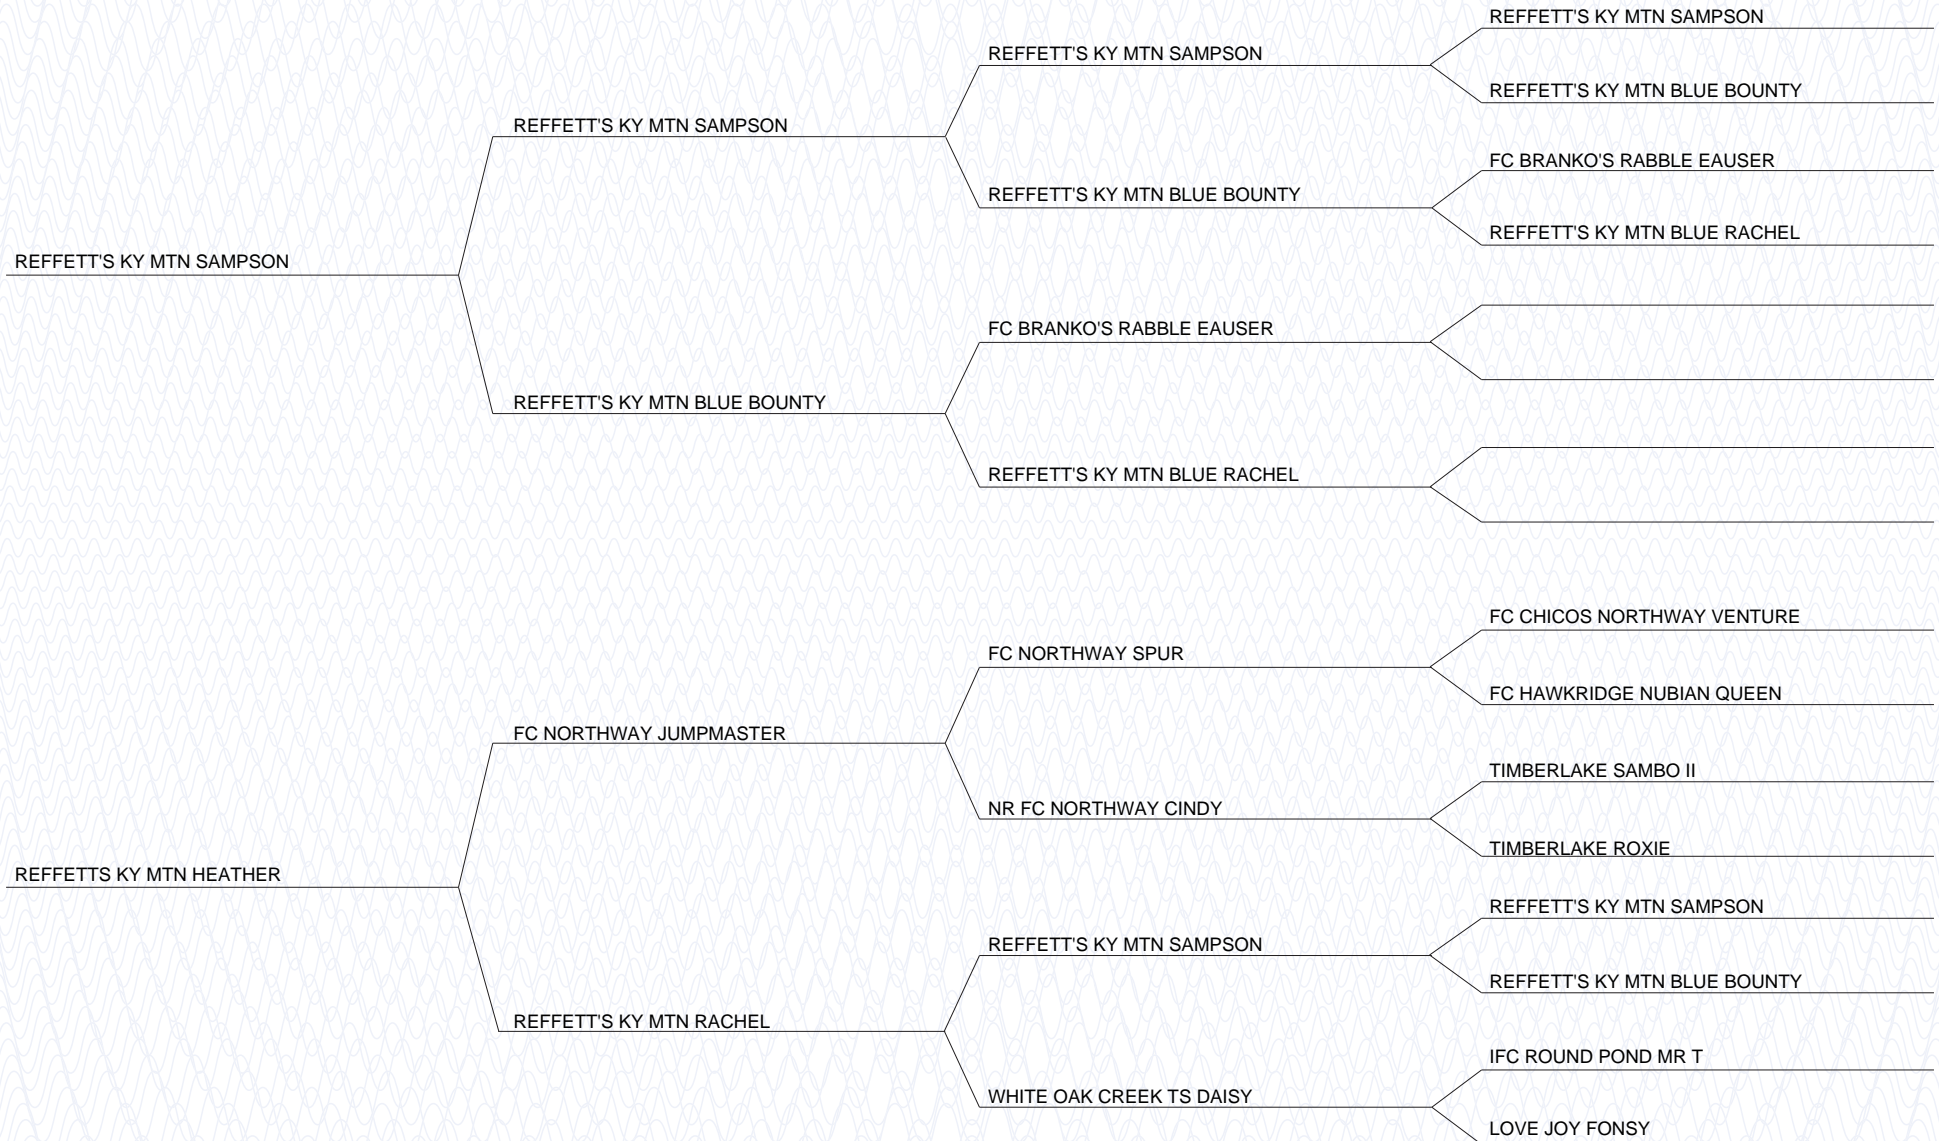 REFFETT'S KY MTN SAMPSON
REFFETT'S KY MTN SAMPSON
REFFETT'S KY MTN BLUE BOUNTY
REFFETT'S KY MTN SAMPSON
FC BRANKO'S RABBLE EAUSER
REFFETT'S KY MTN BLUE BOUNTY
REFFETT'S KY MTN BLUE RACHEL
REFFETT'S KY MTN SAMPSON
FC BRANKO'S RABBLE EAUSER
REFFETT'S KY MTN BLUE BOUNTY
REFFETT'S KY MTN BLUE RACHEL
FC CHICOS NORTHWAY VENTURE
FC NORTHWAY SPUR
FC HAWKRIDGE NUBIAN QUEEN
FC NORTHWAY JUMPMASTER
TIMBERLAKE SAMBO II
NR FC NORTHWAY CINDY
TIMBERLAKE ROXIE
REFFETTS KY MTN HEATHER
REFFETT'S KY MTN SAMPSON
REFFETT'S KY MTN SAMPSON
REFFETT'S KY MTN BLUE BOUNTY
REFFETT'S KY MTN RACHEL
IFC ROUND POND MR T
WHITE OAK CREEK TS DAISY
LOVE JOY FONSY